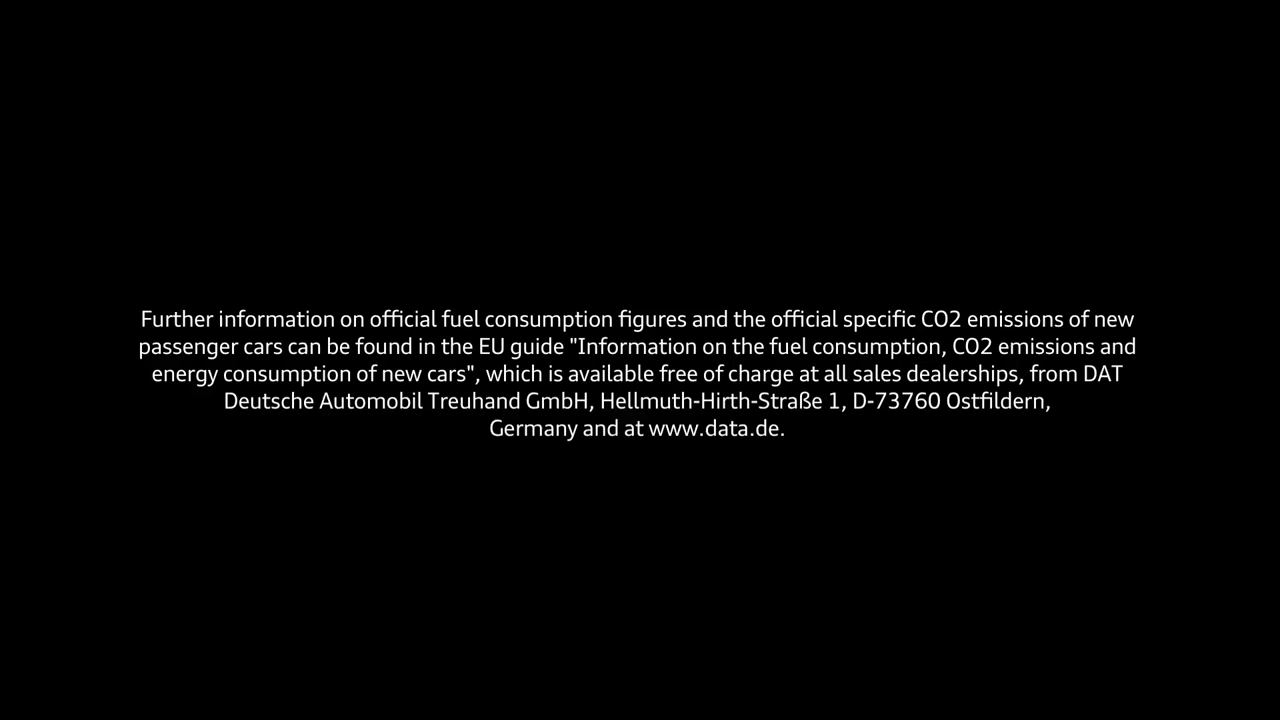 Further information on official fuel consumption figures and the official specific CO2 emissions of new
passenger cars can be found in the EU guide "Information on the fuel consumption, CO2 emissions and
energy consumption of new cars", which is available free of charge at all sales dealerships, from DAT
Deutsche Automobil Treuhand GmbH, Hellmuth-Hirth-Straße 1, D-73760 Ostfildern,
Germany and at www.data.de.